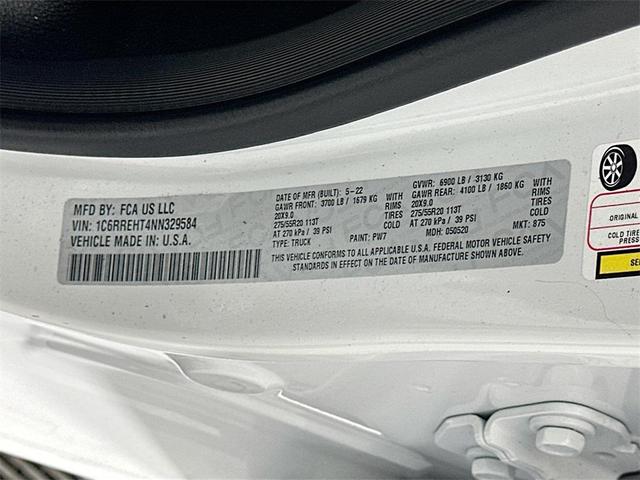 MFD BY: FCA US LLC
VIN: 1C6RREHT4NN329584
VEHICLE MADE IN U.S.A.
DATE OF MFR (BUILT): 5-22 GVWR: 6900 LB / 3130 KG
GAWR FRONT: 3700 LB / 1679 KG WITH GAWR REAR: 4100 LB / 1860 KG WITH
20X9.0 RIMS 20X9.0 RIMS
275/55R20 113T TIRES 275/55R20 113T TIRES
AT 270 kPa / 39 PSI COLD AT 270 kPa / 39 PSI COLD
TYPE: TRUCK PAINT: PW7 MDH: 050520 MKT: 875
THIS VEHICLE CONFORMS TO ALL APPLICABLE U.S.A. FEDERAL MOTOR VEHICLE SAFETY
STANDARDS IN EFFECT ON THE DATE OF MANUFACTURE SHOWN ABOVE.
ORIGINAL
COLD TIRE
PRESS
SE